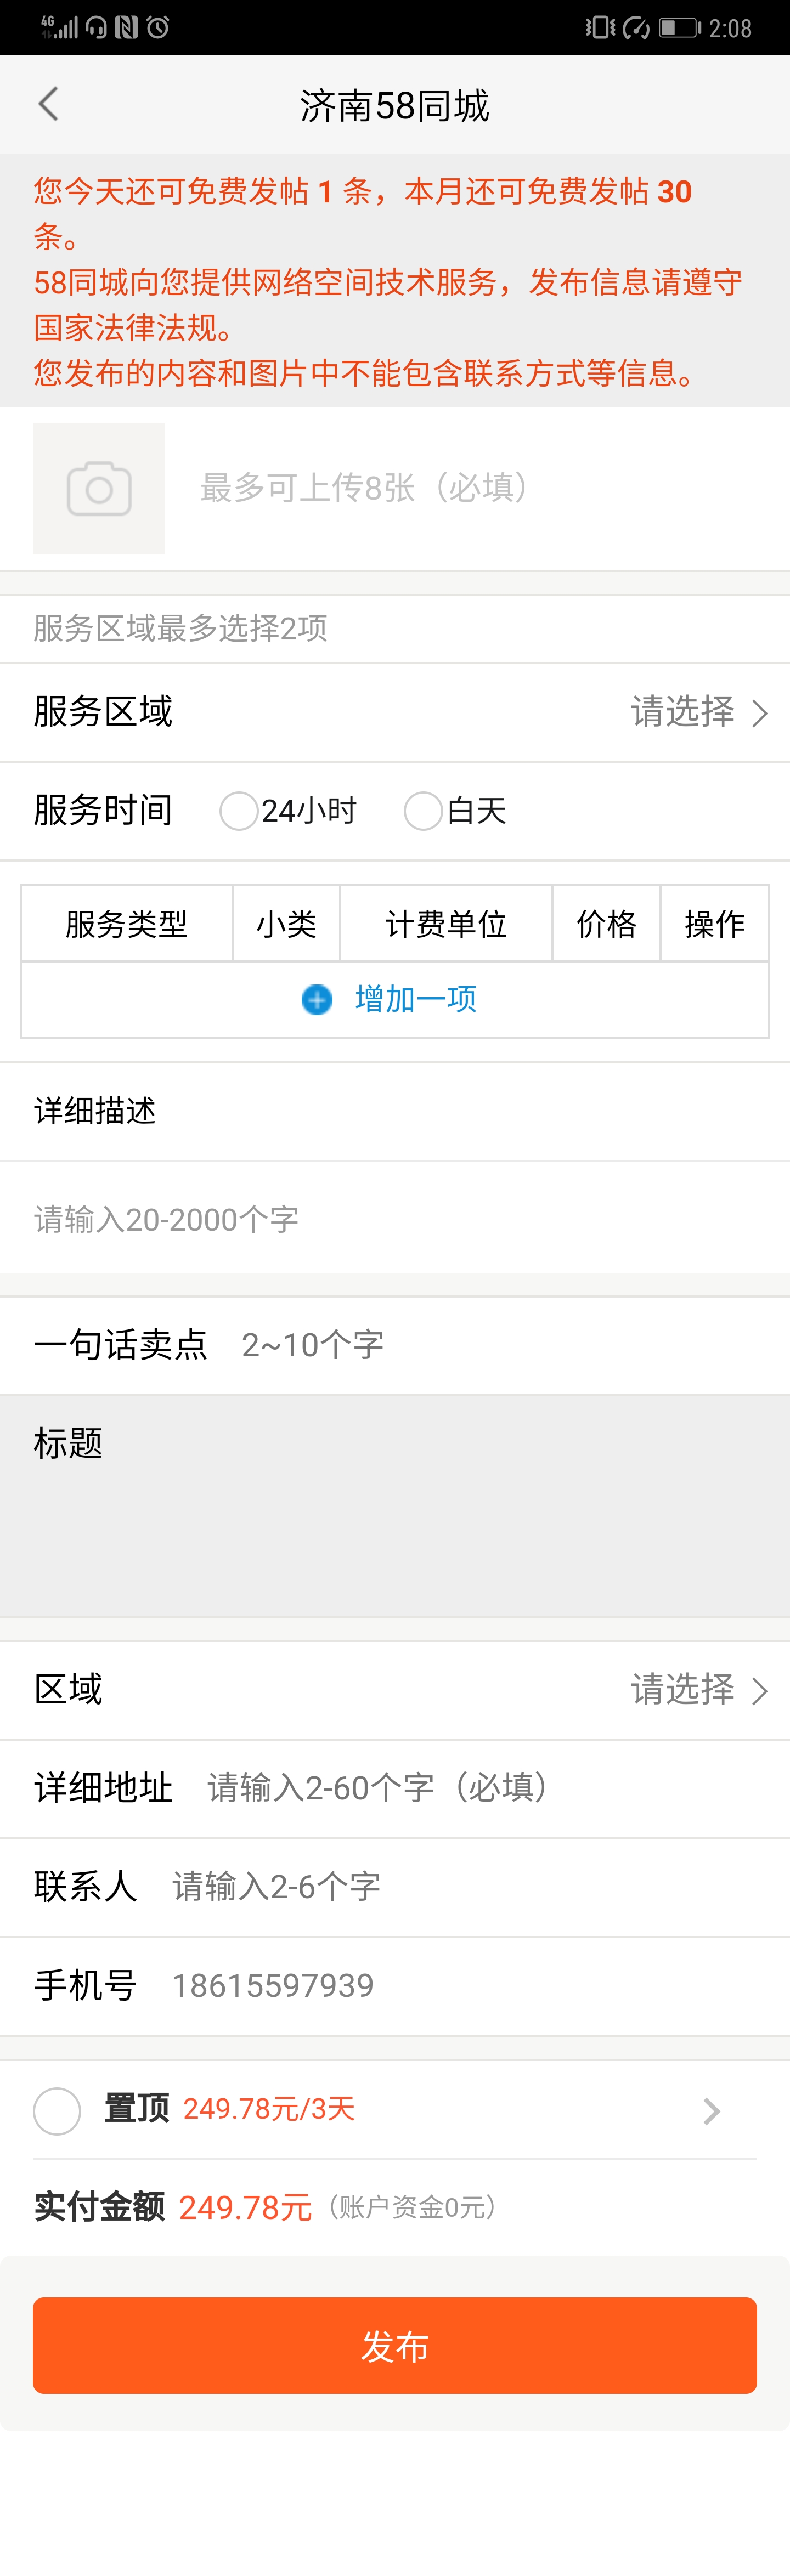 4G 2:08
济南58同城
您今天还可免费发帖 1 条，本月还可免费发帖 30
条。
58同城向您提供网络空间技术服务，发布信息请遵守
国家法律法规。
您发布的内容和图片中不能包含联系方式等信息。
最多可上传8张（必填）
服务区域最多选择2项
服务区域 请选择
服务时间 24小时 白天
服务类型 小类 计费单位 价格 操作
增加一项
详细描述
请输入20-2000个字
一句话卖点 2~10个字
标题
区域 请选择
详细地址 请输入2-60个字（必填）
联系人 请输入2-6个字
手机号 18615597939
置顶 249.78元/3天
实付金额 249.78元（账户资金0元）
发布